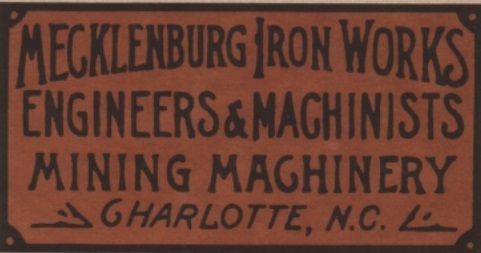 MECKLENBURG IRON WORKS
ENGINEERS & MACHINISTS
MINING MACHINERY
CHARLOTTE, N.C.